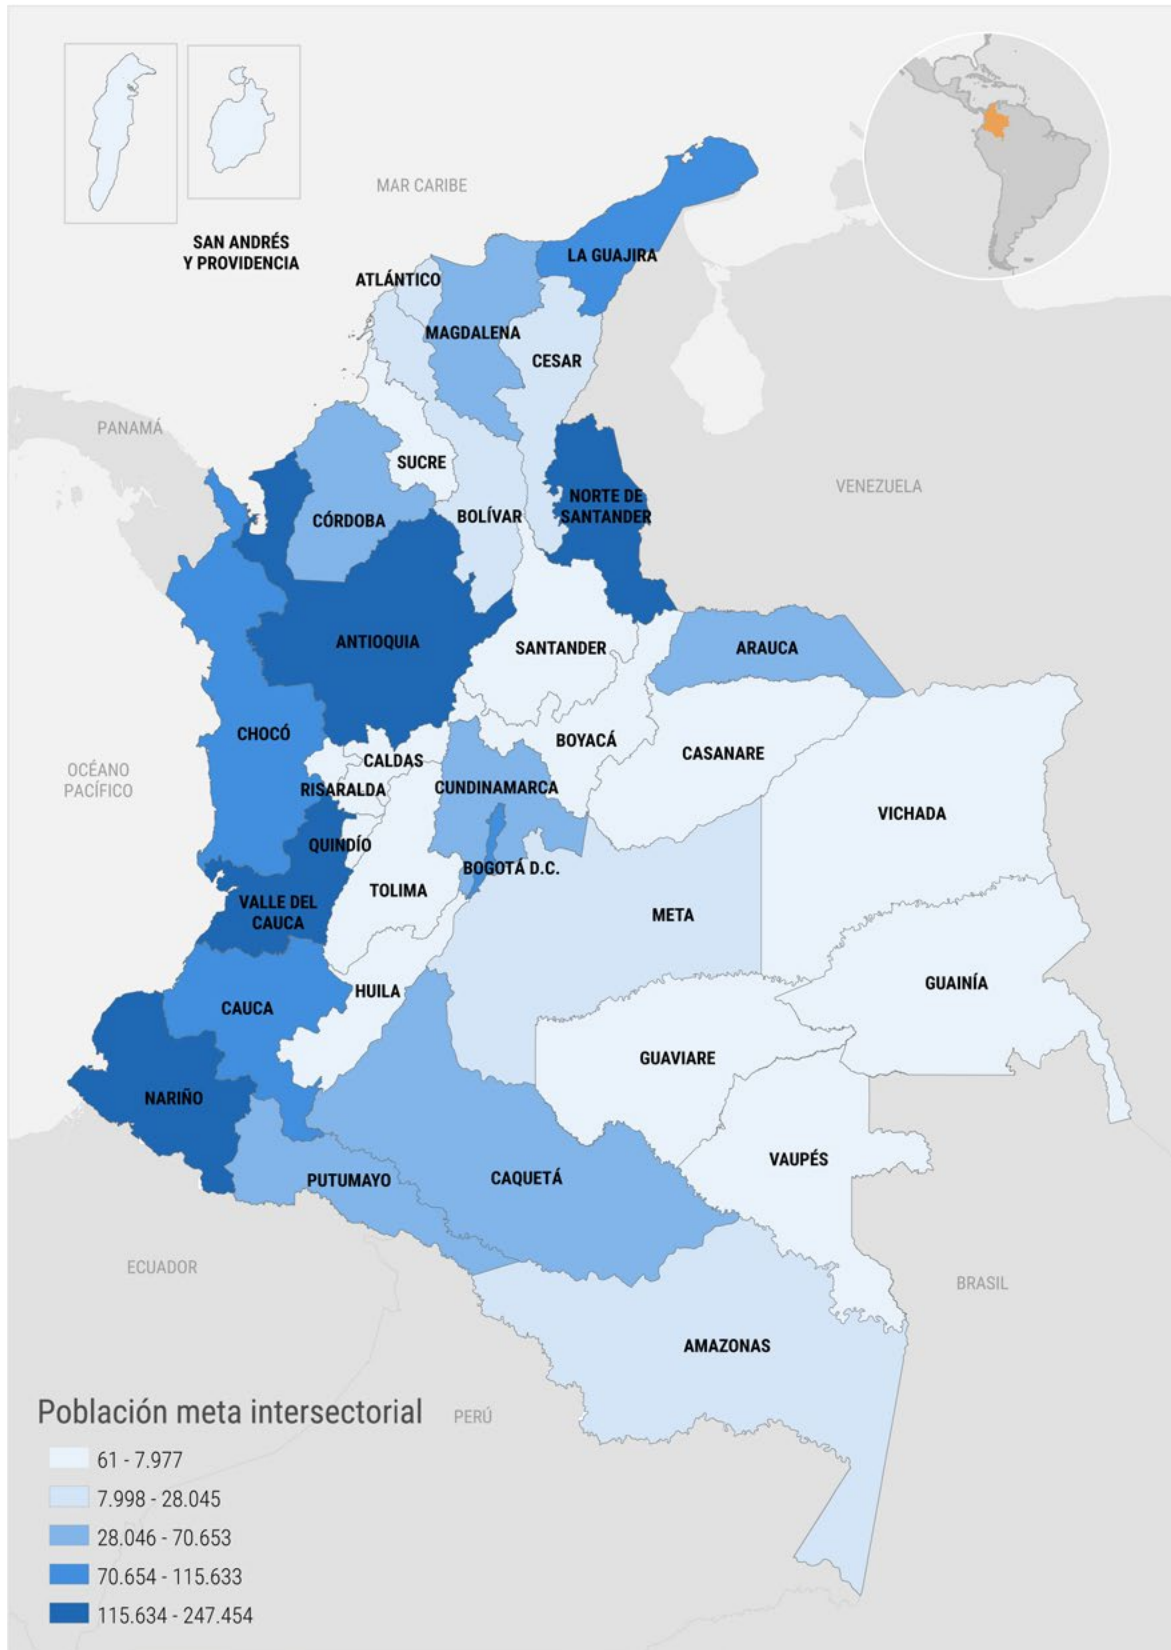 MAR CARIBE
SAN ANDRÉS
Y PROVIDENCIA
LA GUAJIRA
ATLÁNTICO
MAGDALENA
CESAR
PANAMÁ
SUCRE
VENEZUELA
NORTE DE
SANTANDER
CÓRDOBA
BOLÍVAR
ANTIOQUIA
SANTANDER
ARAUCA
CHOCÓ
BOYACÁ
CASANARE
CALDAS
OCÉANO
PACÍFICO
CUNDINAMARCA
RISARALDA
VICHADA
QUINDÍO
BOGOTÁ D.C.
TOLIMA
VALLE DEL
CAUCA
META
GUAINÍA
HUILA
CAUCA
GUAVIARE
NARIÑO
VAUPÉS
PUTUMAYO
CAQUETÁ
ECUADOR
BRASIL
AMAZONAS
PERÚ
Población meta intersectorial
61 - 7.977
7.998 - 28.045
28.046 - 70.653
70.654 - 115.633
115.634 - 247.454